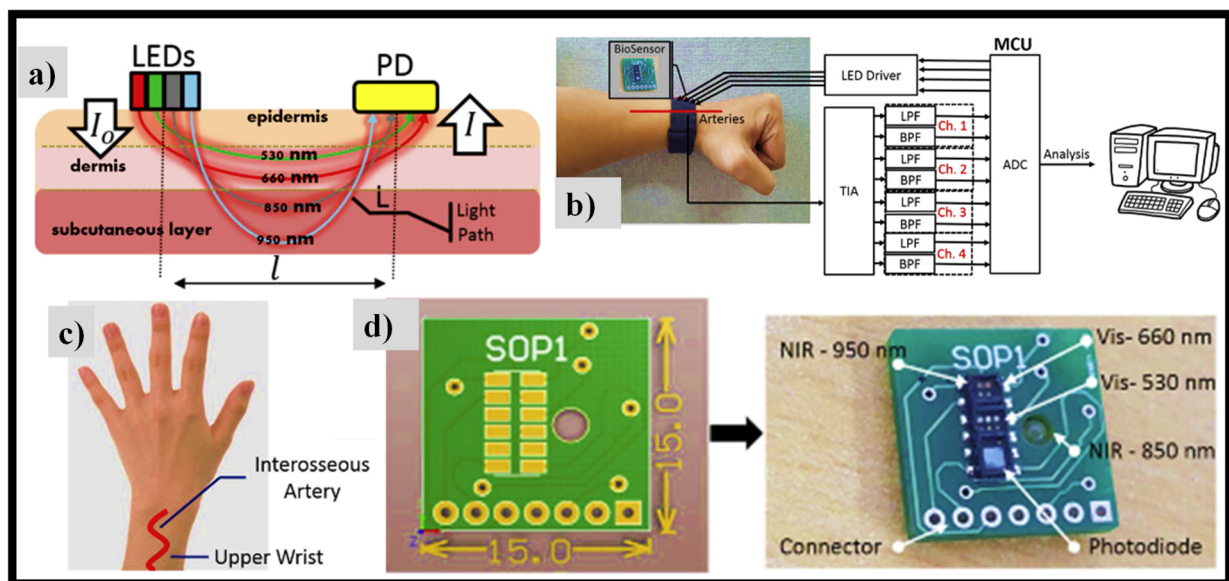 a)
LEDs
PD
I₀
I
epidermis
dermis
530 nm
660 nm
850 nm
L
Light
Path
subcutaneous layer
950 nm
l
b)
BioSensor
Arteries
LED Driver
MCU
TIA
LPF
BPF
Ch. 1
LPF
BPF
Ch. 2
LPF
BPF
Ch. 3
LPF
BPF
Ch. 4
ADC
Analysis
c)
Interosseous
Artery
Upper Wrist
d)
SOP1
15.0
15.0
Z
NIR - 950 nm
SOP1
Vis- 660 nm
Vis- 530 nm
NIR - 850 nm
Connector
Photodiode